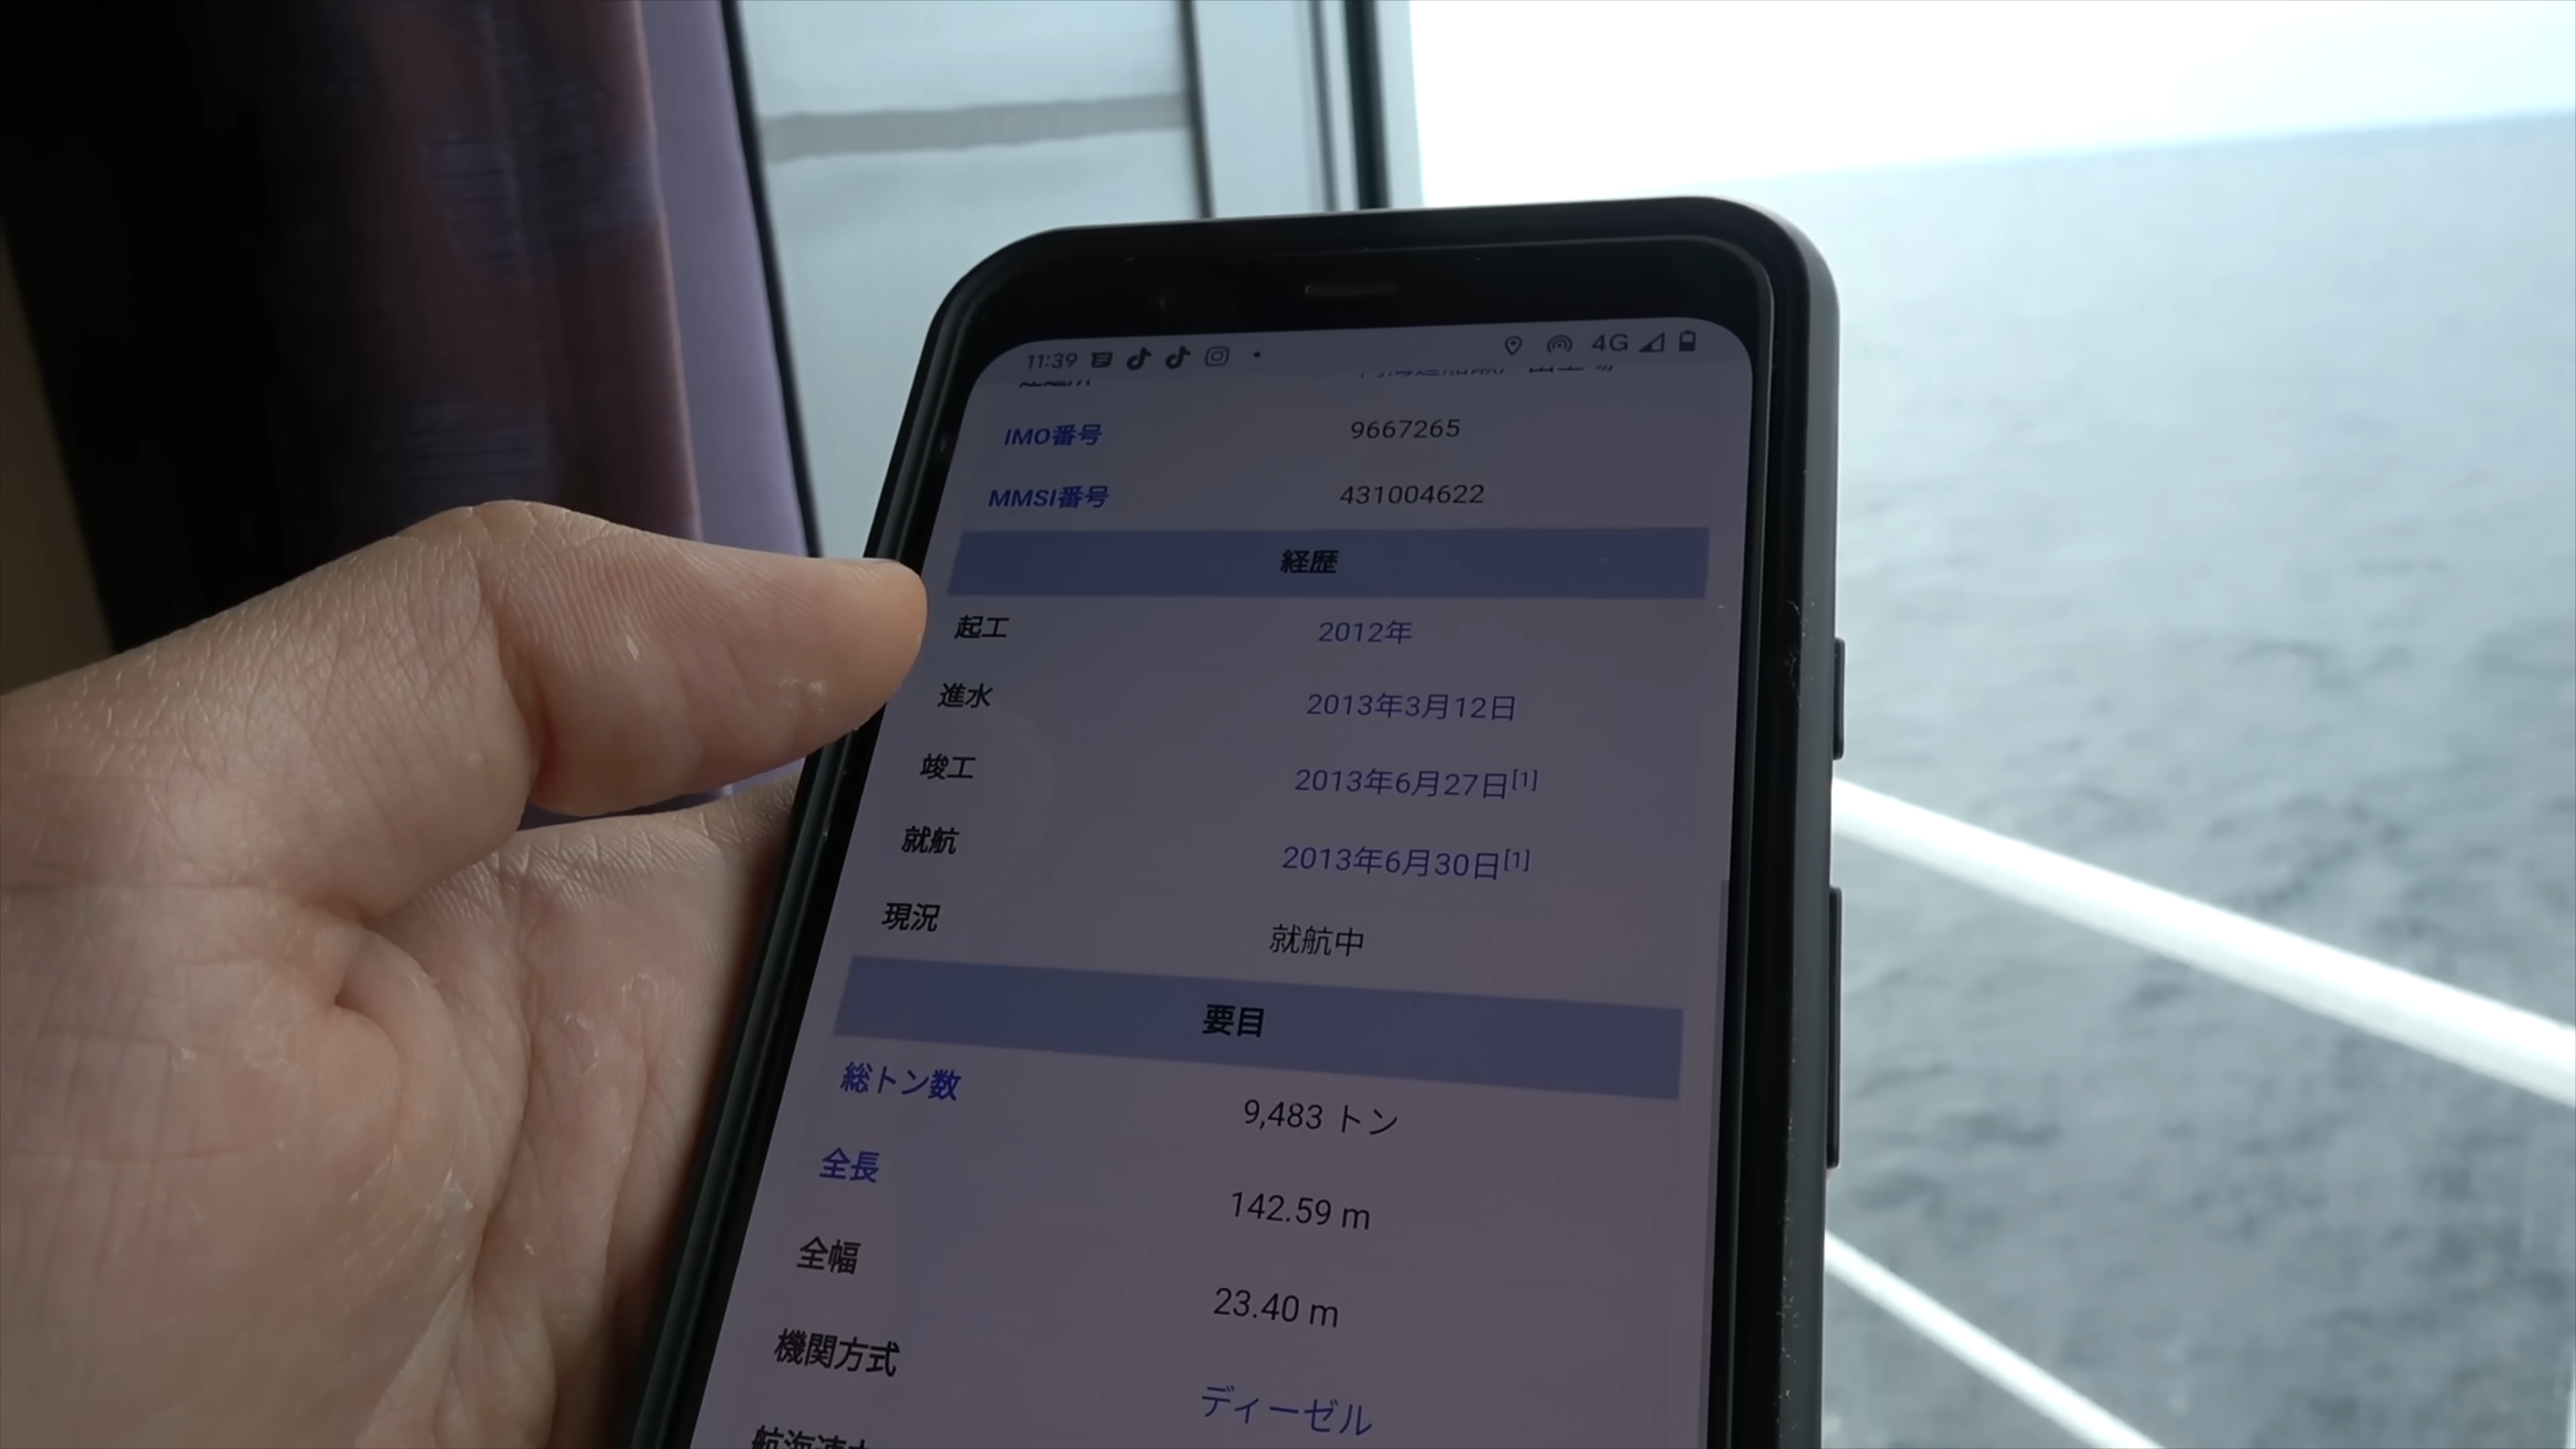 11:39 4G
IMO番号 9667265
MMSI番号 431004622
経歴
起工 2012年
進水 2013年3月12日
竣工 2013年6月27日[1]
就航 2013年6月30日[1]
現況 就航中
要目
総トン数 9,483 トン
全長 142.59 m
全幅 23.40 m
機関方式 ディーゼル